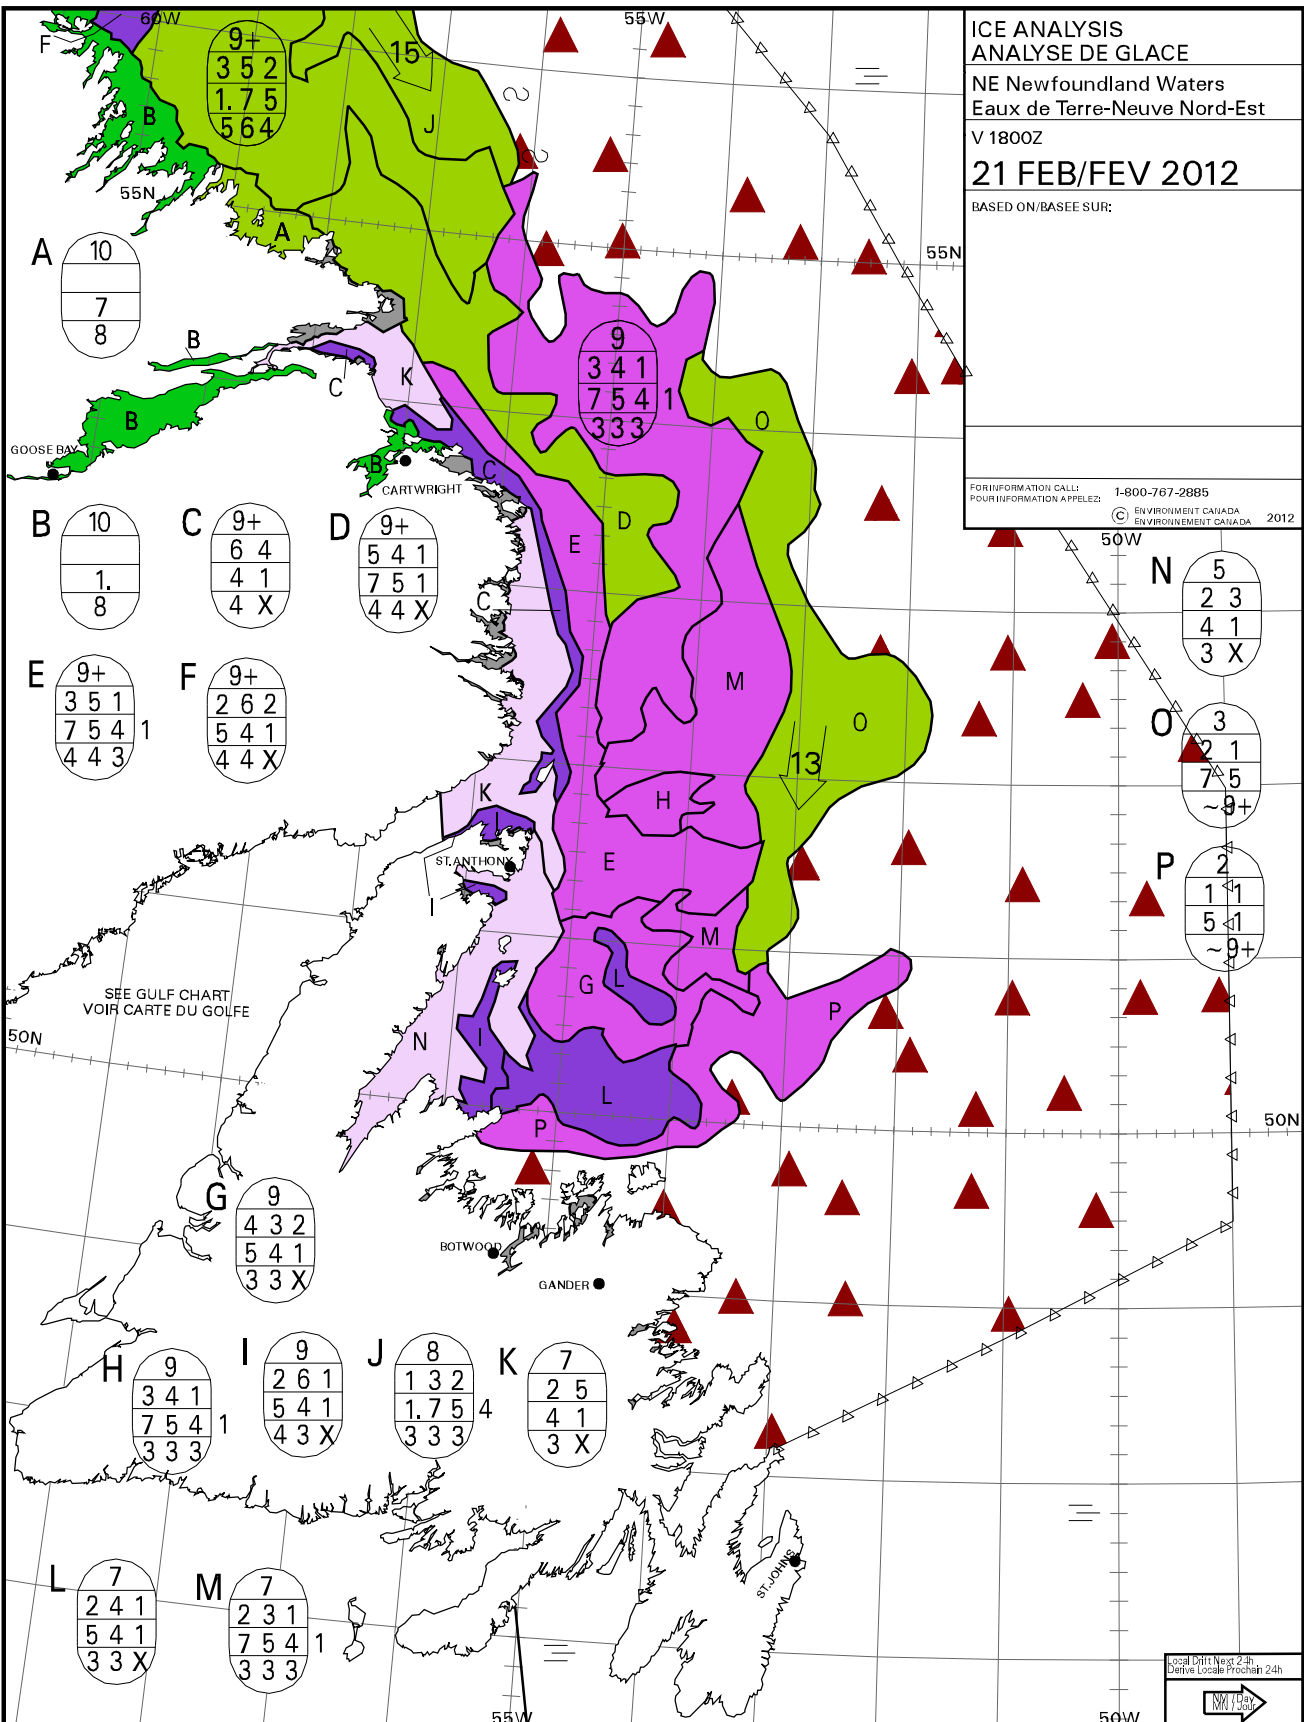 60W
55W
ICE ANALYSIS
ANALYSE DE GLACE
NE Newfoundland Waters
Eaux de Terre-Neuve Nord-Est
V 1800Z
21 FEB/FEV 2012
BASED ON/BASEE SUR:
F
9+
3 5 2
1. 7 5
5 6 4
15
J
B
55N
A
55N
A
10
7
8
B
C
K
B
9
3 4 1
7 5 4 1
3 3 3
O
GOOSE BAY
B
C
CARTWRIGHT
FOR INFORMATION CALL:
POUR INFORMATION APPELEZ:
1-800-767-2885
© ENVIRONMENT CANADA
ENVIRONNEMENT CANADA
2012
50W
B
10
1.
8
C
9+
6 4
4 1
4 X
D
9+
5 4 1
7 5 1
4 4 X
E
D
C
N
5
2 3
4 1
3 X
E
9+
3 5 1
7 5 4 1
4 4 3
F
9+
2 6 2
5 4 1
4 4 X
M
O
O
3
2 1
7 5
~9+
13
K
H
I
ST. ANTHONY
E
I
P
2
1 1
5 1
~9+
M
G
L
P
SEE GULF CHART
VOIR CARTE DU GOLFE
50N
N
I
L
P
50N
G
9
4 3 2
5 4 1
3 3 X
BOTWOOD
GANDER
H
9
3 4 1
7 5 4 1
3 3 3
I
9
2 6 1
5 4 1
4 3 X
J
8
1 3 2
1. 7 5 4
3 3 3
K
7
2 5
4 1
3 X
ST.JOHNS
L
7
2 4 1
5 4 1
3 3 X
M
7
2 3 1
7 5 4 1
3 3 3
Local Drift Next 24h
Derive Locale Prochain 24h
NM / Day
MN / Jour
55W
50W